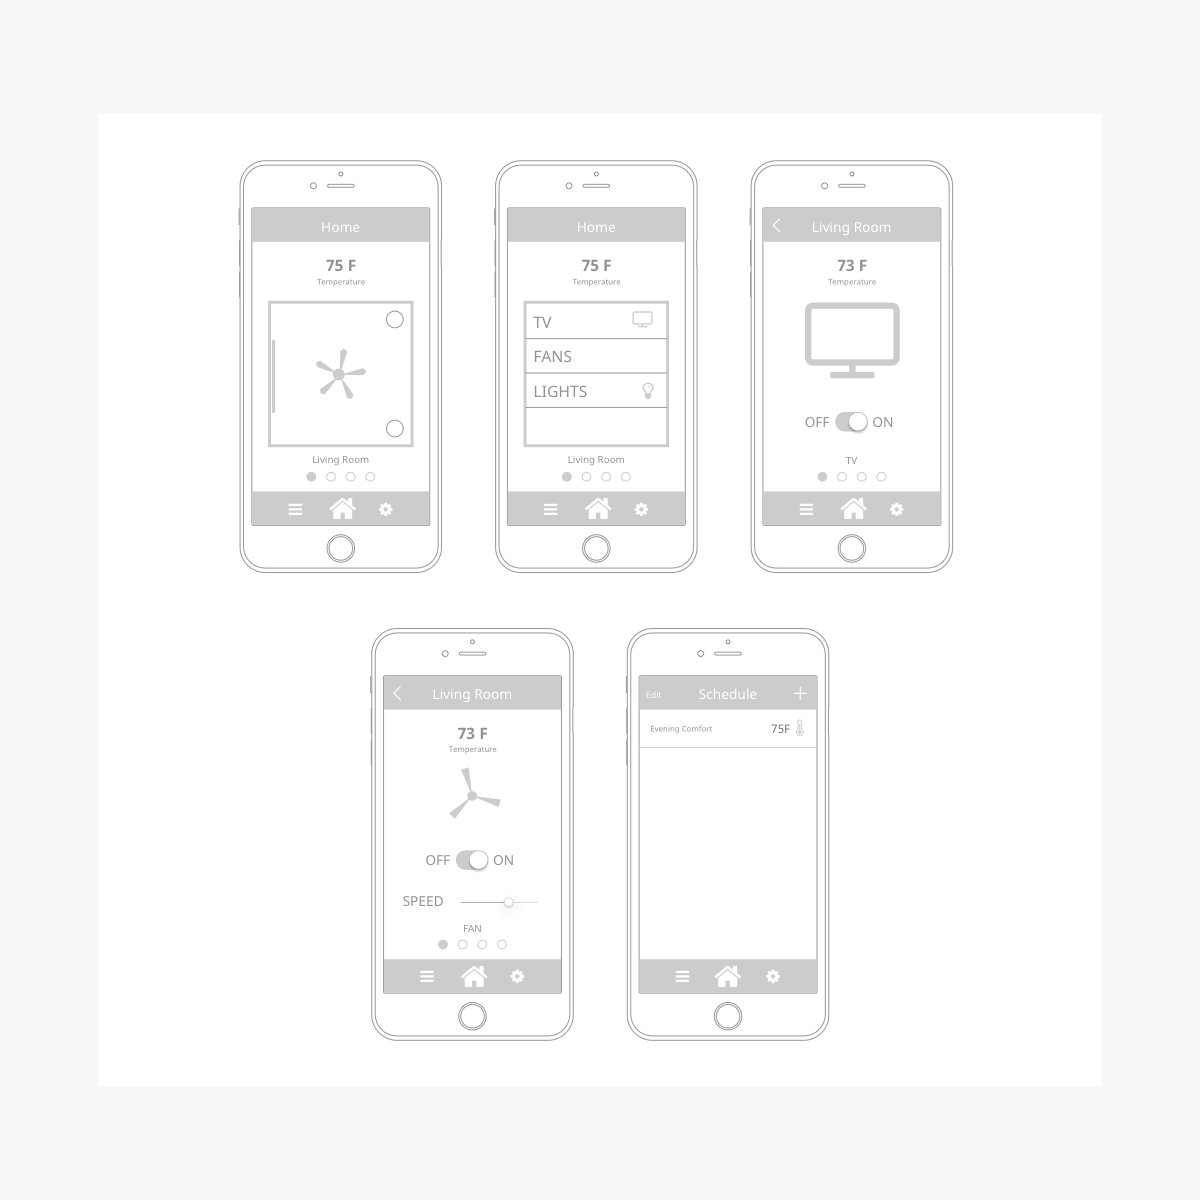 Home
75 F
Temperature
Living Room
Home
75 F
Temperature
TV
FANS
LIGHTS
Living Room
Living Room
73 F
Temperature
OFF ON
TV
Living Room
73 F
Temperature
OFF ON
SPEED
FAN
Edit Schedule
Evening Comfort 75F